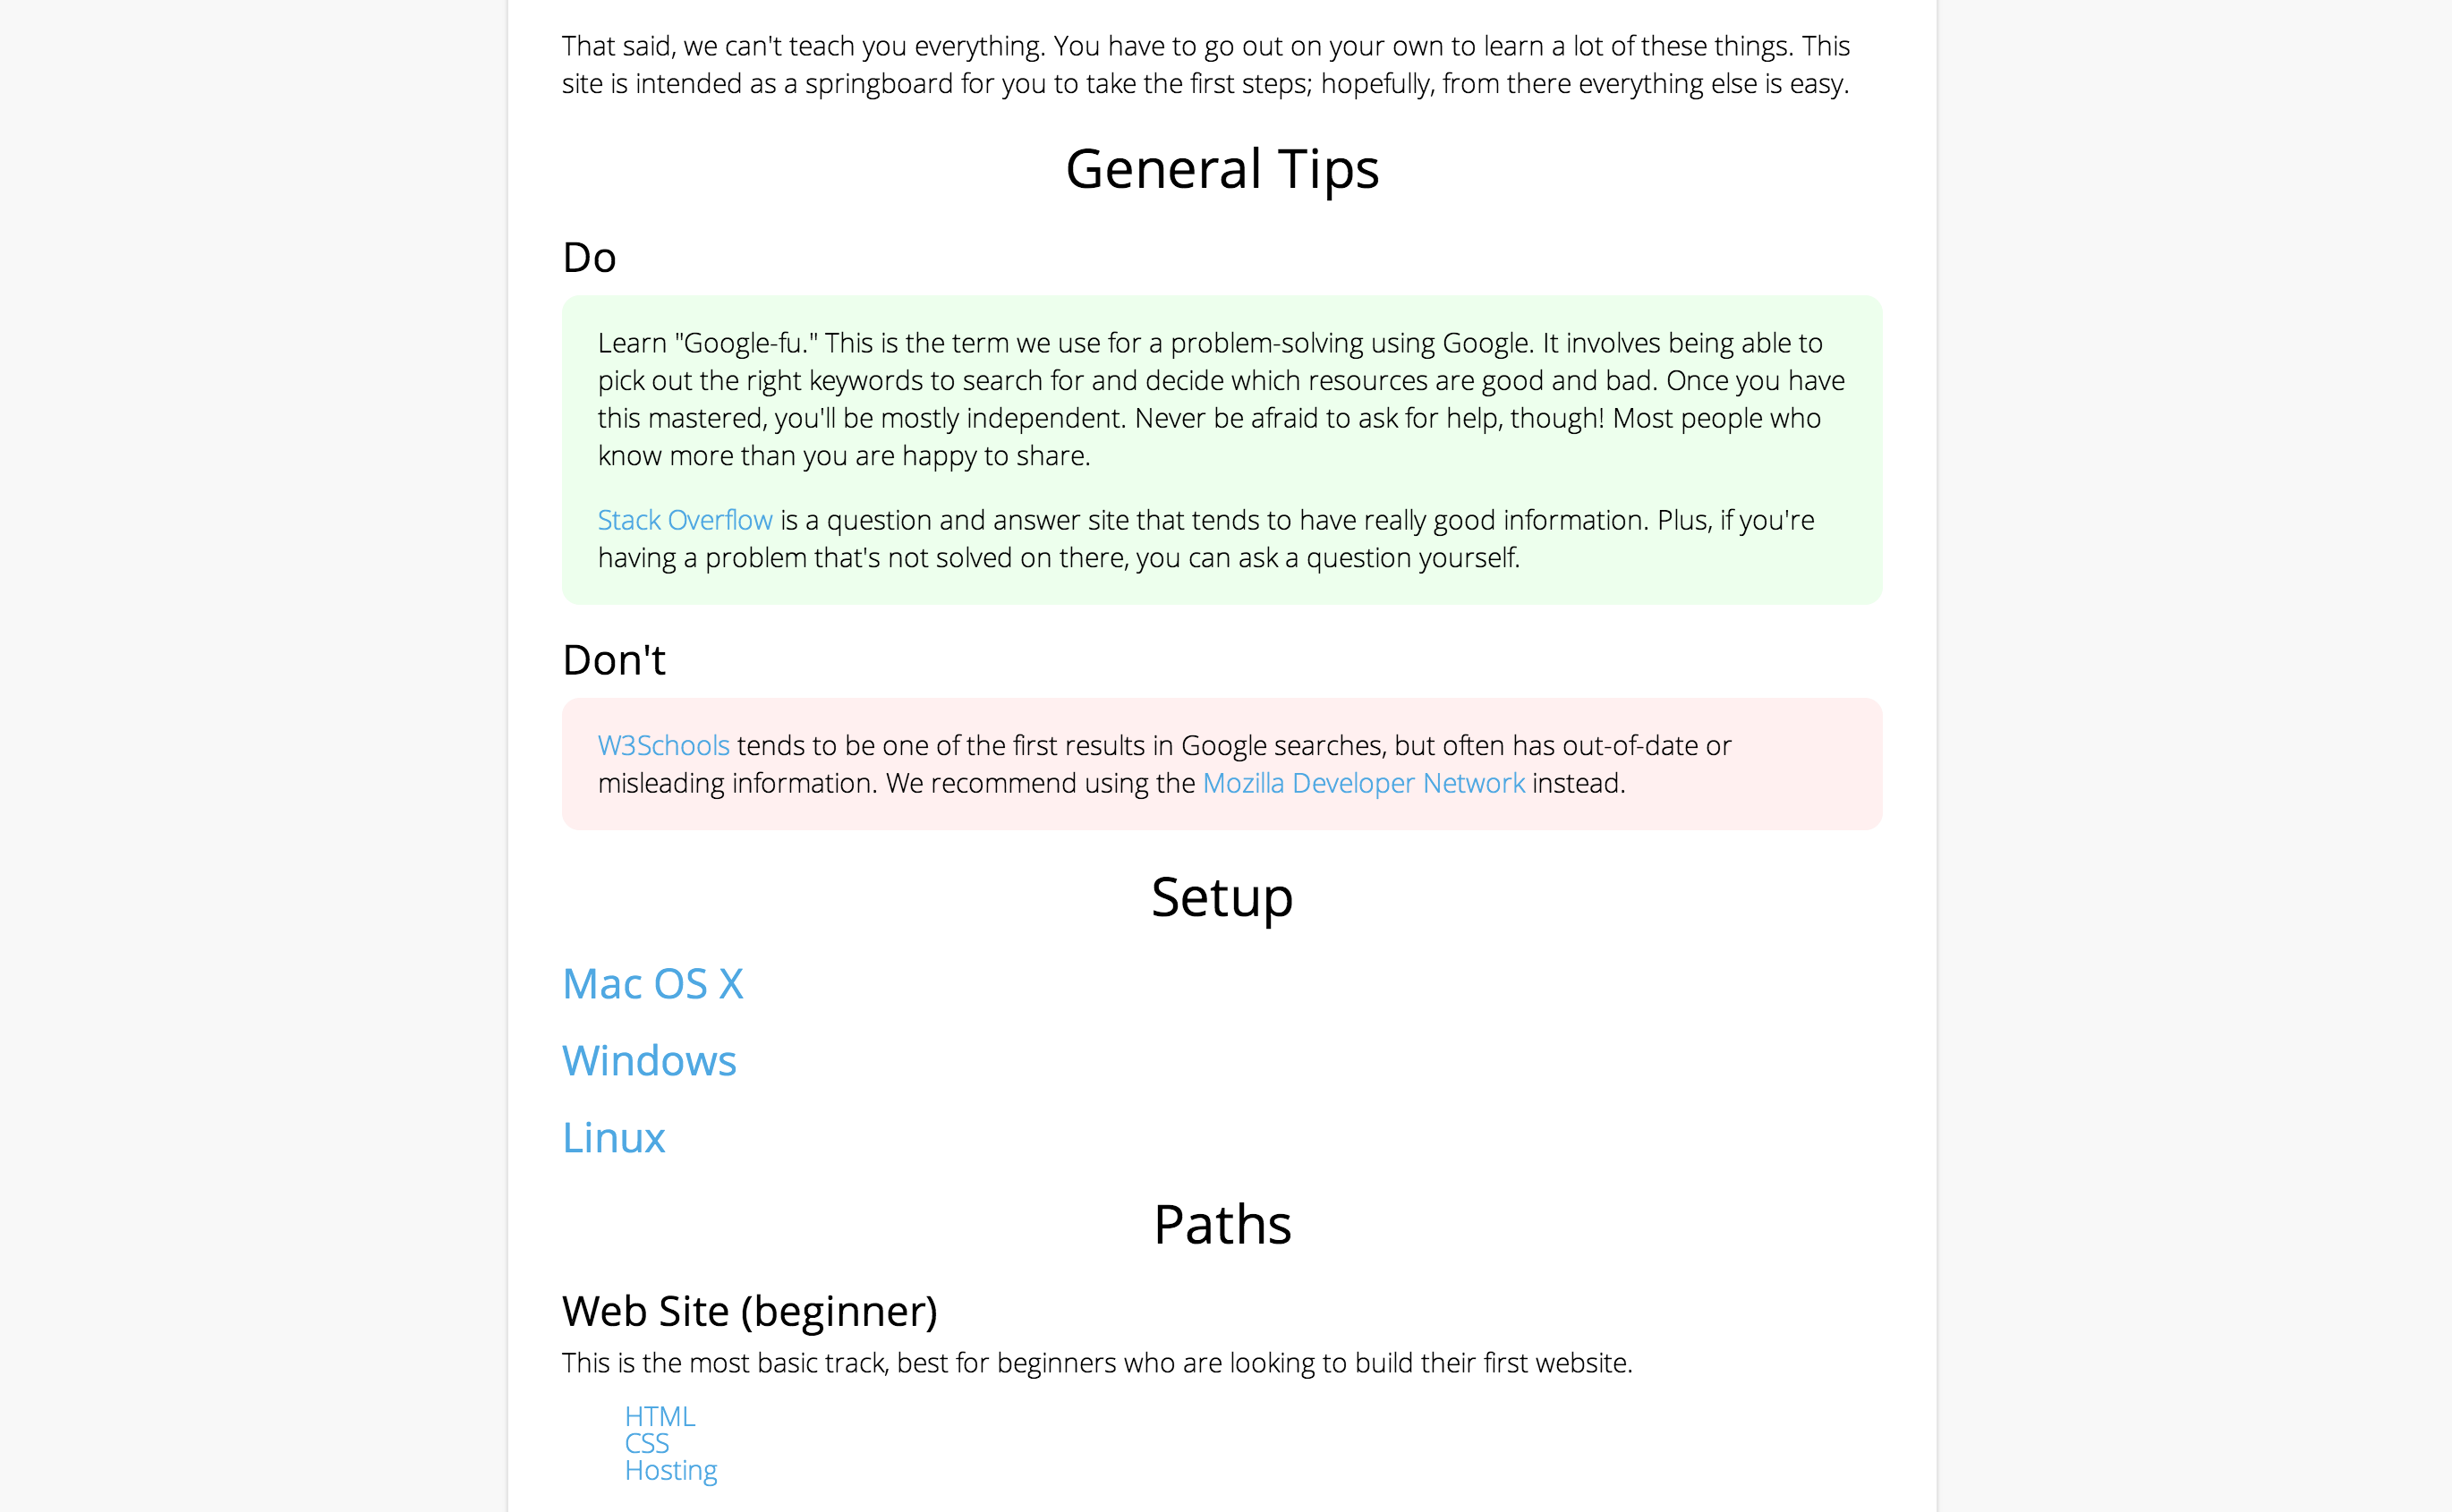 That said, we can't teach you everything. You have to go out on your own to learn a lot of these things. This
site is intended as a springboard for you to take the first steps; hopefully, from there everything else is easy.
General Tips
Do
Learn "Google-fu." This is the term we use for a problem-solving using Google. It involves being able to
pick out the right keywords to search for and decide which resources are good and bad. Once you have
this mastered, you'll be mostly independent. Never be afraid to ask for help, though! Most people who
know more than you are happy to share.
Stack Overflow is a question and answer site that tends to have really good information. Plus, if you're
having a problem that's not solved on there, you can ask a question yourself.
Don't
W3Schools tends to be one of the first results in Google searches, but often has out-of-date or
misleading information. We recommend using the Mozilla Developer Network instead.
Setup
Mac OS X
Windows
Linux
Paths
Web Site (beginner)
This is the most basic track, best for beginners who are looking to build their first website.
HTML
CSS
Hosting